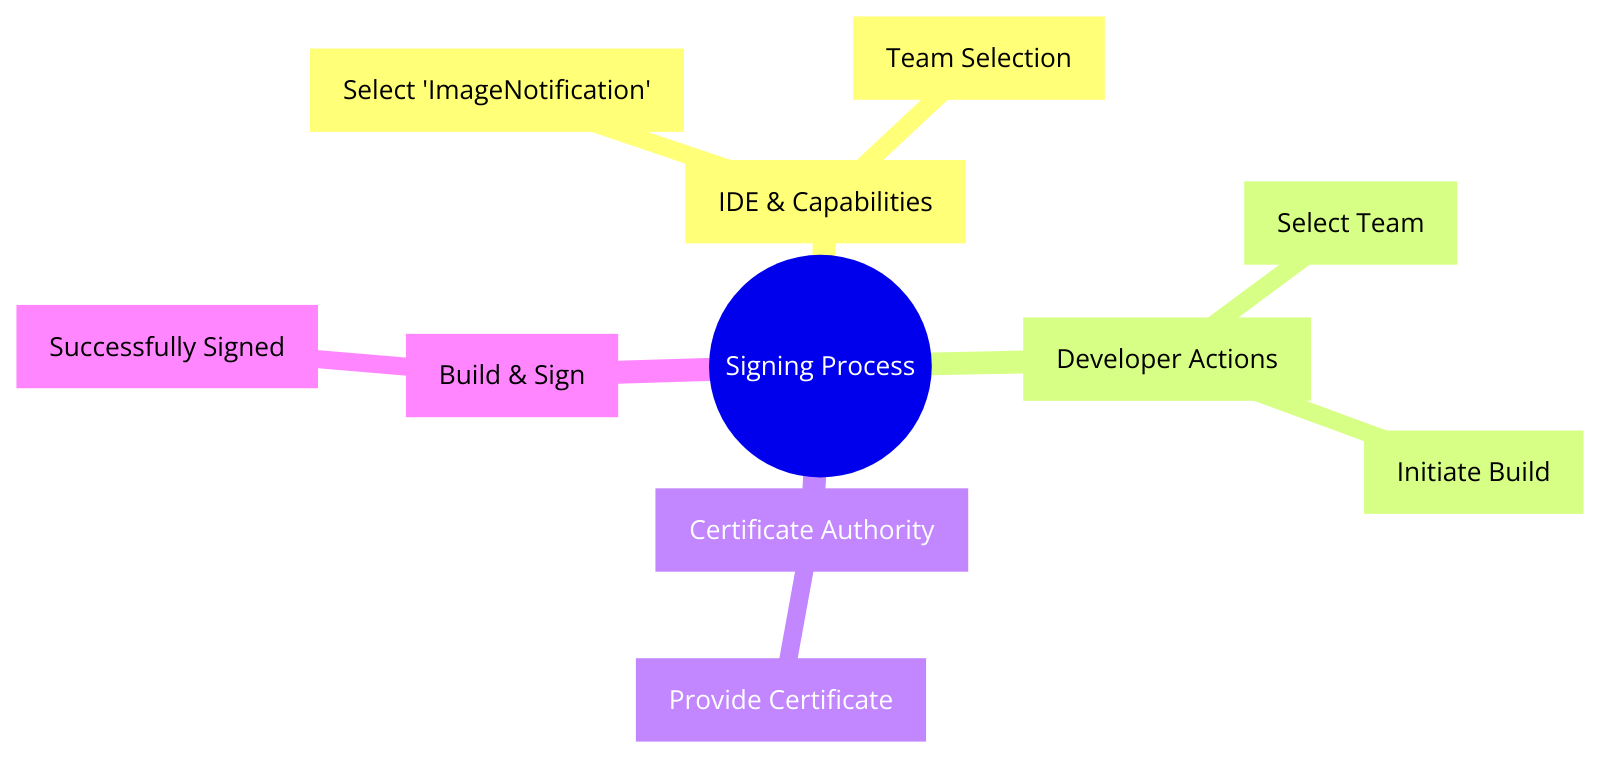 Team Selection
Select 'ImageNotification'
IDE & Capabilities
Select Team
Successfully Signed
Build & Sign
Signing Process
Developer Actions
Initiate Build
Certificate Authority
Provide Certificate